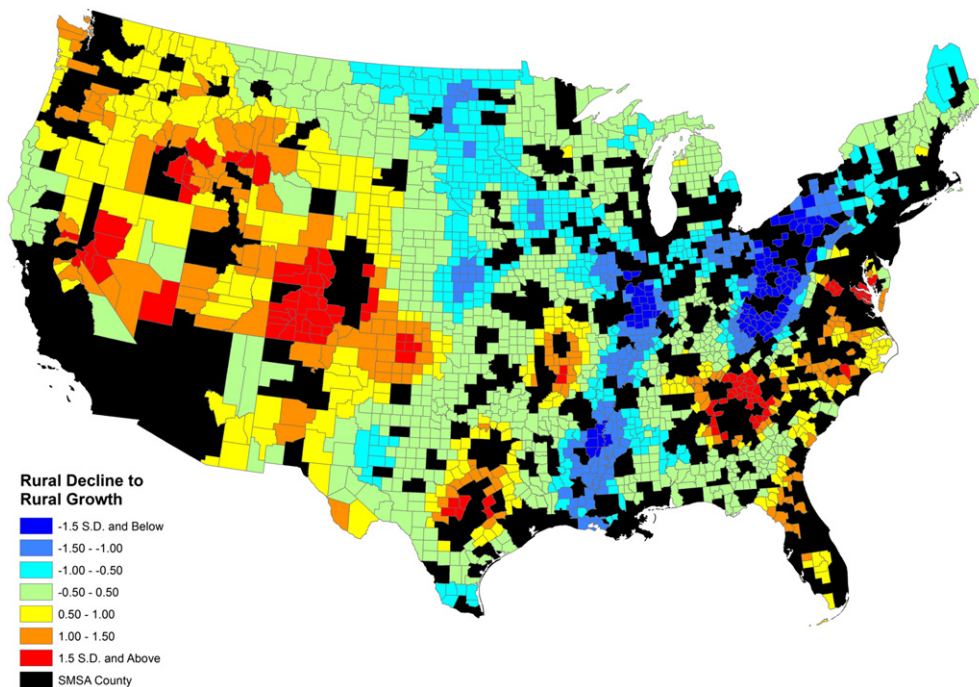 Rural Decline to
Rural Growth
-1.5 S.D. and Below
-1.50 - -1.00
-1.00 - -0.50
-0.50 - 0.50
0.50 - 1.00
1.00 - 1.50
1.5 S.D. and Above
SMSA County